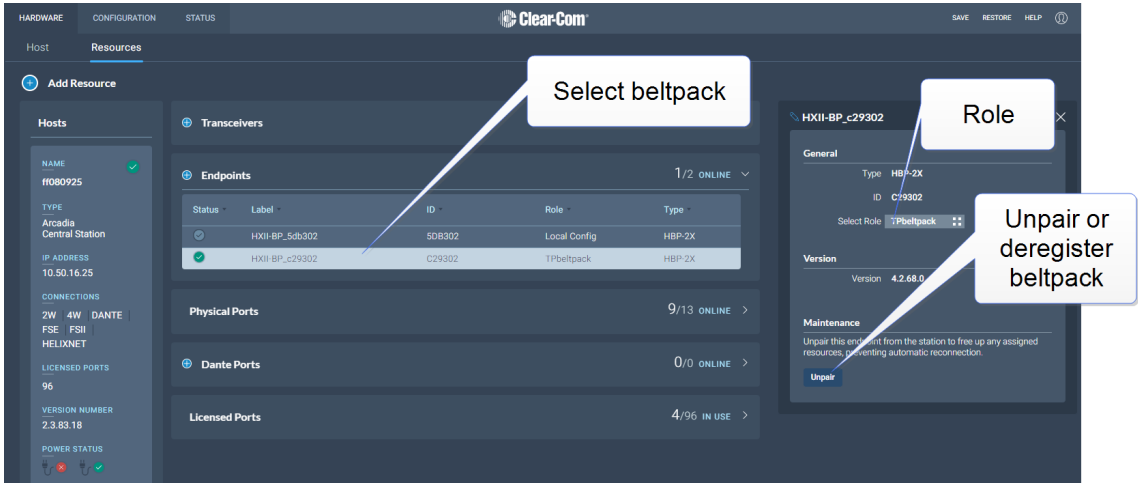 HARDWARE CONFIGURATION STATUS Clear-Com SAVE RESTORE HELP
Host Resources
Add Resource
Select beltpack
Role
Unpair or
deregister
beltpack
Hosts
NAME
ff080925
TYPE
Arcadia
Central Station
IP ADDRESS
10.50.16.25
CONNECTIONS
2W 4W DANTE
FSE FSII
HELIXNET
LICENSED PORTS
96
VERSION NUMBER
2.3.83.18
POWER STATUS
Transceivers
Endpoints 1/2 ONLINE
Status Label ID Role Type
HXII-BP_5db302 5DB302 Local Config HBP-2X
HXII-BP_c29302 C29302 TPbeltpack HBP-2X
Physical Ports 9/13 ONLINE
Dante Ports 0/0 ONLINE
Licensed Ports 4/96 IN USE
HXII-BP_c29302
General
Type HBP-2X
ID C29302
Select Role TPbeltpack
Version
Version 4.2.68.0
Maintenance
Unpair this endpoint from the station to free up any assigned
resources, preventing automatic reconnection.
Unpair